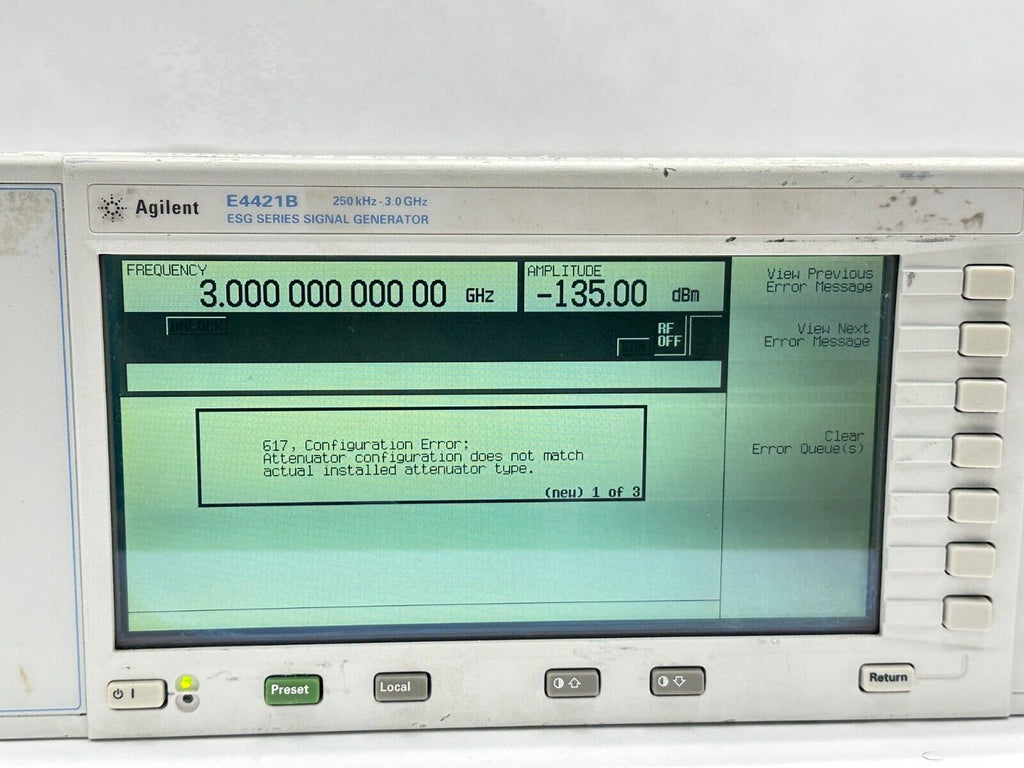 Agilent
E4421B 250 kHz - 3.0 GHz
ESG SERIES SIGNAL GENERATOR
FREQUENCY
3.000 000 000 00 GHz
AMPLITUDE
-135.00 dBm
UNLOCK
RF
OFF
617, Configuration Error;
Attenuator configuration does not match
actual installed attenuator type.
(new) 1 of 3
View Previous
Error Message
View Next
Error Message
Clear
Error Queue(s)
Preset
Local
Return